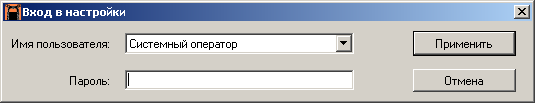 Вход в настройки
Имя пользователя: Системный оператор Применить
Пароль: Отмена